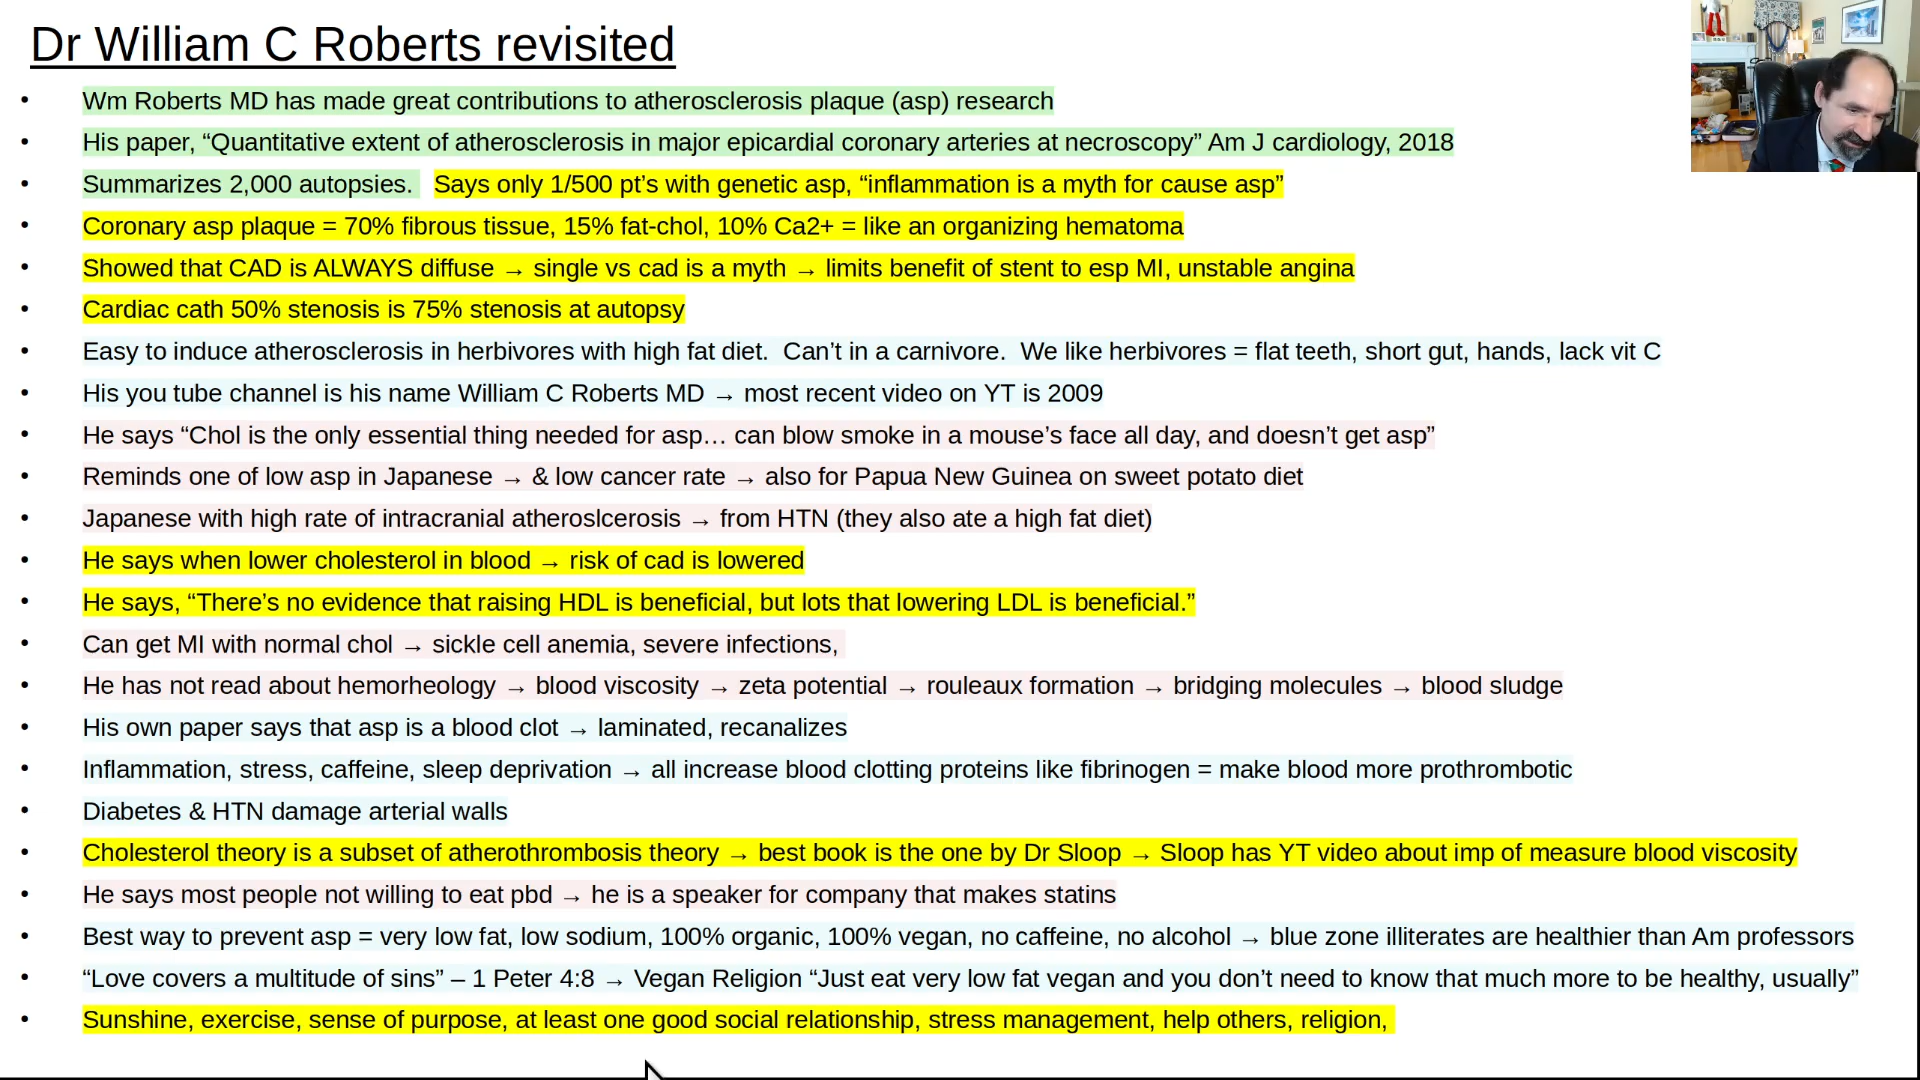 Dr William C Roberts revisited
• Wm Roberts MD has made great contributions to atherosclerosis plaque (asp) research
• His paper, “Quantitative extent of atherosclerosis in major epicardial coronary arteries at necroscopy” Am J cardiology, 2018
• Summarizes 2,000 autopsies. Says only 1/500 pt’s with genetic asp, “inflammation is a myth for cause asp”
• Coronary asp plaque = 70% fibrous tissue, 15% fat-chol, 10% Ca2+ = like an organizing hematoma
• Showed that CAD is ALWAYS diffuse → single vs cad is a myth → limits benefit of stent to esp MI, unstable angina
• Cardiac cath 50% stenosis is 75% stenosis at autopsy
• Easy to induce atherosclerosis in herbivores with high fat diet. Can’t in a carnivore. We like herbivores = flat teeth, short gut, hands, lack vit C
• His you tube channel is his name William C Roberts MD → most recent video on YT is 2009
• He says “Chol is the only essential thing needed for asp… can blow smoke in a mouse’s face all day, and doesn’t get asp”
• Reminds one of low asp in Japanese → & low cancer rate → also for Papua New Guinea on sweet potato diet
• Japanese with high rate of intracranial atheroslcerosis → from HTN (they also ate a high fat diet)
• He says when lower cholesterol in blood → risk of cad is lowered
• He says, “There’s no evidence that raising HDL is beneficial, but lots that lowering LDL is beneficial.”
• Can get MI with normal chol → sickle cell anemia, severe infections,
• He has not read about hemorheology → blood viscosity → zeta potential → rouleaux formation → bridging molecules → blood sludge
• His own paper says that asp is a blood clot → laminated, recanalizes
• Inflammation, stress, caffeine, sleep deprivation → all increase blood clotting proteins like fibrinogen = make blood more prothrombotic
• Diabetes & HTN damage arterial walls
• Cholesterol theory is a subset of atherothrombosis theory → best book is the one by Dr Sloop → Sloop has YT video about imp of measure blood viscosity
• He says most people not willing to eat pbd → he is a speaker for company that makes statins
• Best way to prevent asp = very low fat, low sodium, 100% organic, 100% vegan, no caffeine, no alcohol → blue zone illiterates are healthier than Am professors
• “Love covers a multitude of sins” – 1 Peter 4:8 → Vegan Religion “Just eat very low fat vegan and you don’t need to know that much more to be healthy, usually”
• Sunshine, exercise, sense of purpose, at least one good social relationship, stress management, help others, religion,